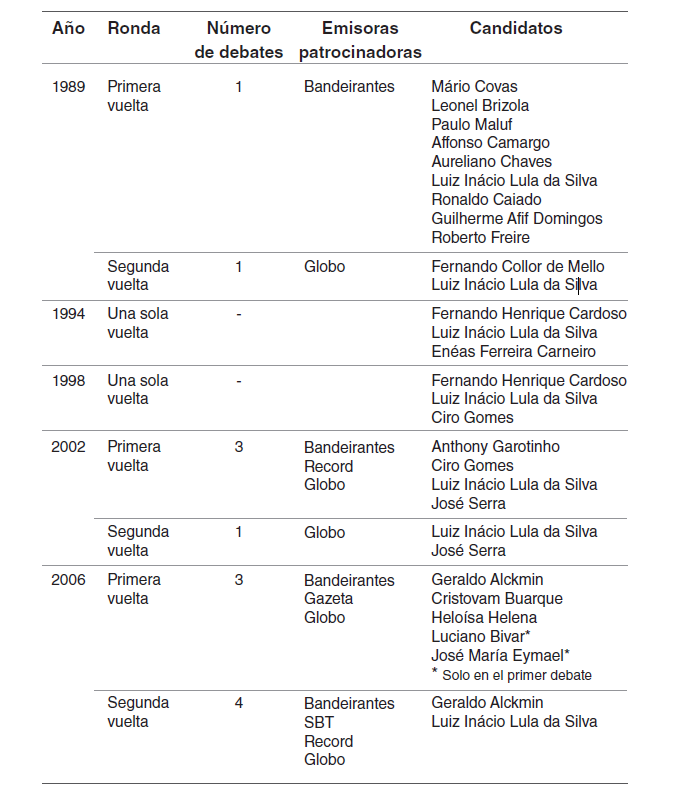 Año Ronda Número de debates Emisoras patrocinadoras Candidatos
1989 Primera vuelta 1 Bandeirantes Mário Covas
Leonel Brizola
Paulo Maluf
Affonso Camargo
Aureliano Chaves
Luiz Inácio Lula da Silva
Ronaldo Caiado
Guilherme Afif Domingos
Roberto Freire
Segunda vuelta 1 Globo Fernando Collor de Mello
Luiz Inácio Lula da Silva
1994 Una sola vuelta - Fernando Henrique Cardoso
Luiz Inácio Lula da Silva
Enéas Ferreira Carneiro
1998 Una sola vuelta - Fernando Henrique Cardoso
Luiz Inácio Lula da Silva
Ciro Gomes
2002 Primera vuelta 3 Bandeirantes Anthony Garotinho
Record Ciro Gomes
Globo Luiz Inácio Lula da Silva
José Serra
Segunda vuelta 1 Globo Luiz Inácio Lula da Silva
José Serra
2006 Primera vuelta 3 Bandeirantes Geraldo Alckmin
Gazeta Cristovam Buarque
Globo Heloísa Helena
Luciano Bivar*
José María Eymael*
* Solo en el primer debate
Segunda vuelta 4 Bandeirantes Geraldo Alckmin
SBT Luiz Inácio Lula da Silva
Record
Globo